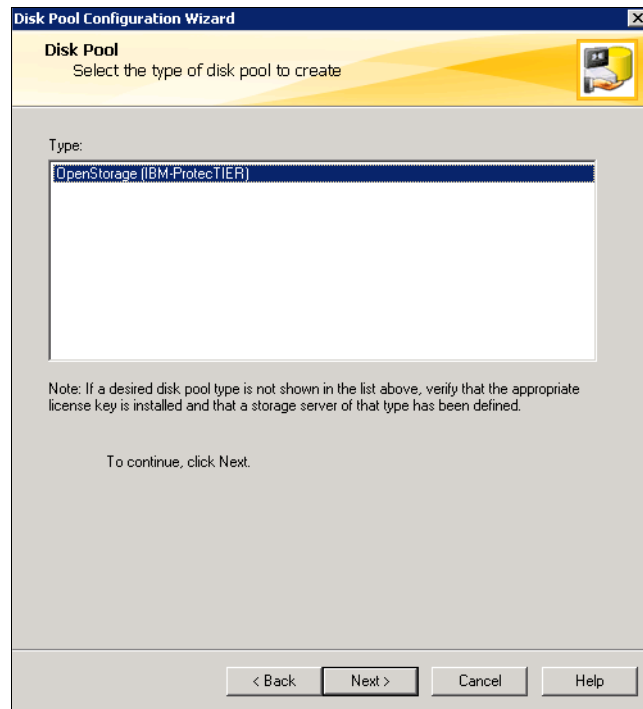 Disk Pool Configuration Wizard
Disk Pool
Select the type of disk pool to create
Type:
OpenStorage (IBM-ProtecTIER)
Note: If a desired disk pool type is not shown in the list above, verify that the appropriate
license key is installed and that a storage server of that type has been defined.
To continue, click Next.
< Back Next > Cancel Help